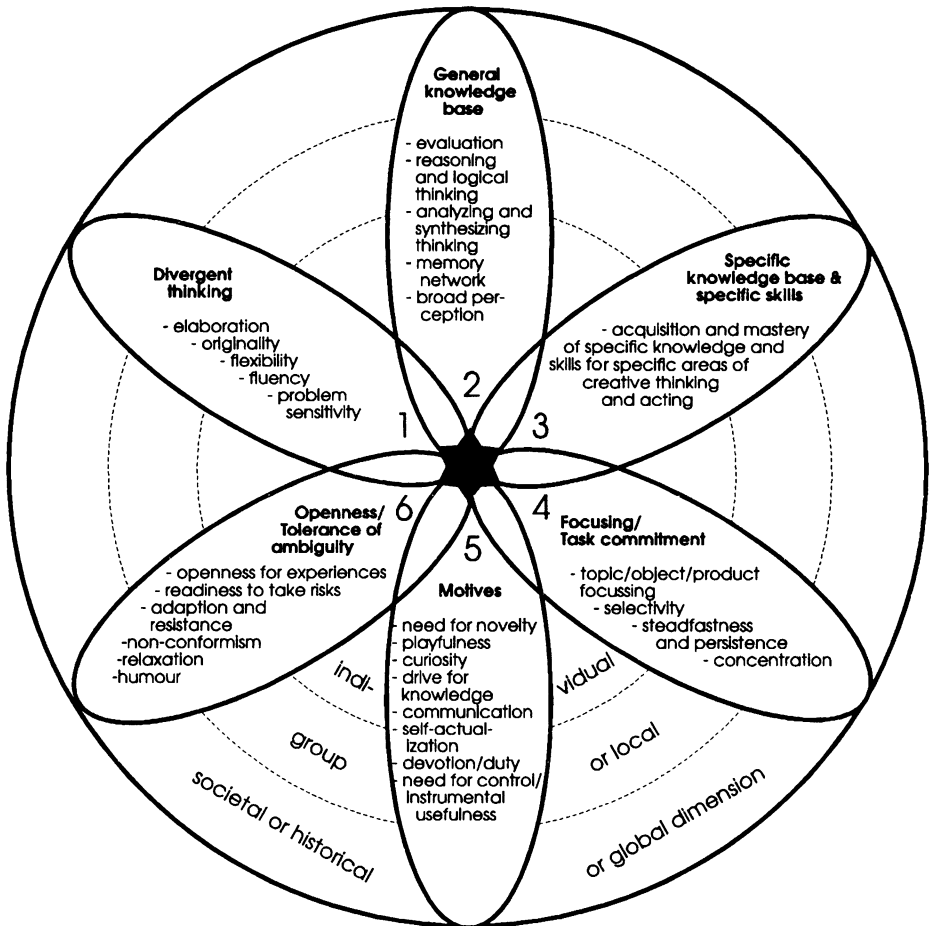 General
knowledge
base
- evaluation
- reasoning
and logical
thinking
- analyzing and
synthesizing
thinking
- memory
network
- broad per-
ception
Divergent
thinking
- elaboration
- originality
- flexibility
- fluency
- problem
sensitivity
Specific
knowledge base &
specific skills
- acquisition and mastery
of specific knowledge and
skills for specific areas of
creative thinking
and acting
2
1
3
6
4
5
Openness/
Tolerance of
ambiguity
- openness for experiences
- readiness to take risks
- adaption and
resistance
-non-conformism
-relaxation
-humour
Focusing/
Task commitment
- topic/object/product
focussing
- selectivity
- steadfastness
and persistence
- concentration
Motives
- need for novelty
- playfulness
- curiosity
- drive for
knowledge
- communication
- self-actual-
ization
- devotion/duty
- need for control/
instrumental
usefulness
indi- vidual
group or local
societal or historical or global dimension